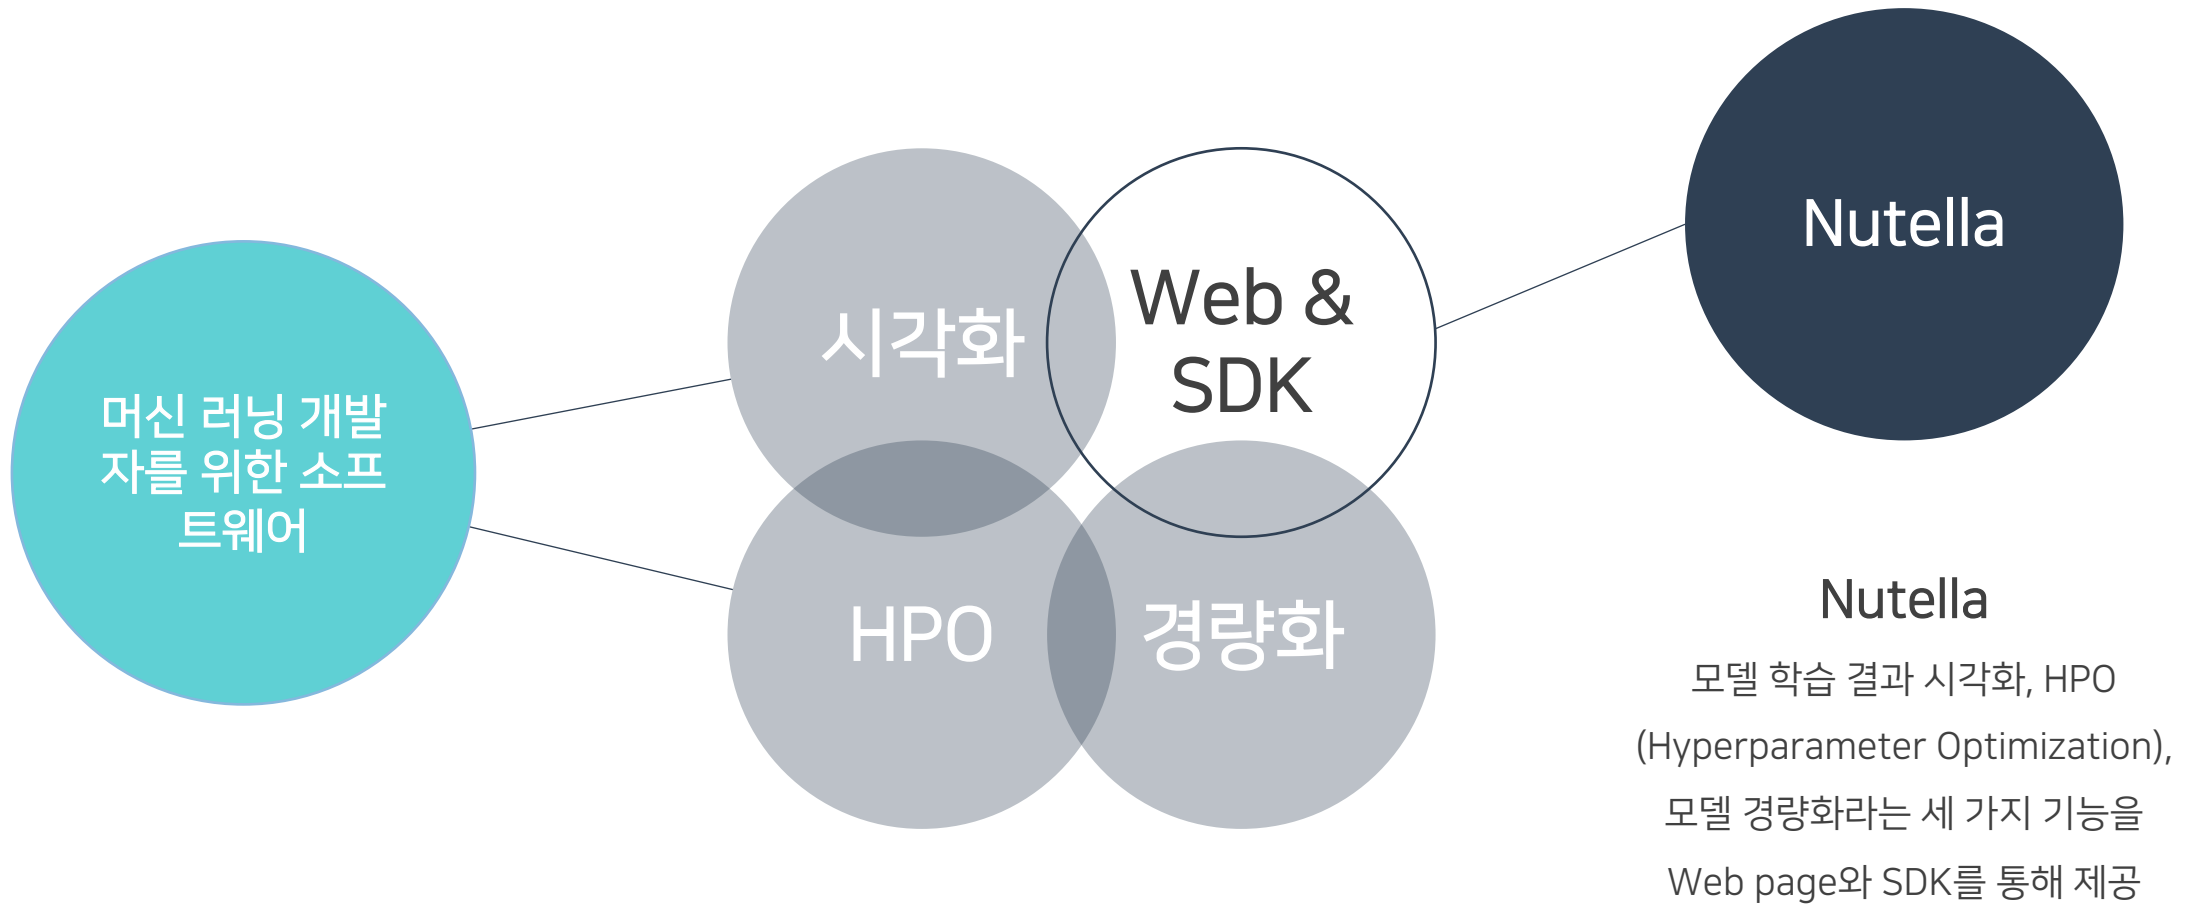 머신 러닝 개발
자를 위한 소프
트웨어
시각화
Web &
SDK
HPO
경량화
Nutella
Nutella
모델 학습 결과 시각화, HPO
(Hyperparameter Optimization),
모델 경량화라는 세 가지 기능을
Web page와 SDK를 통해 제공